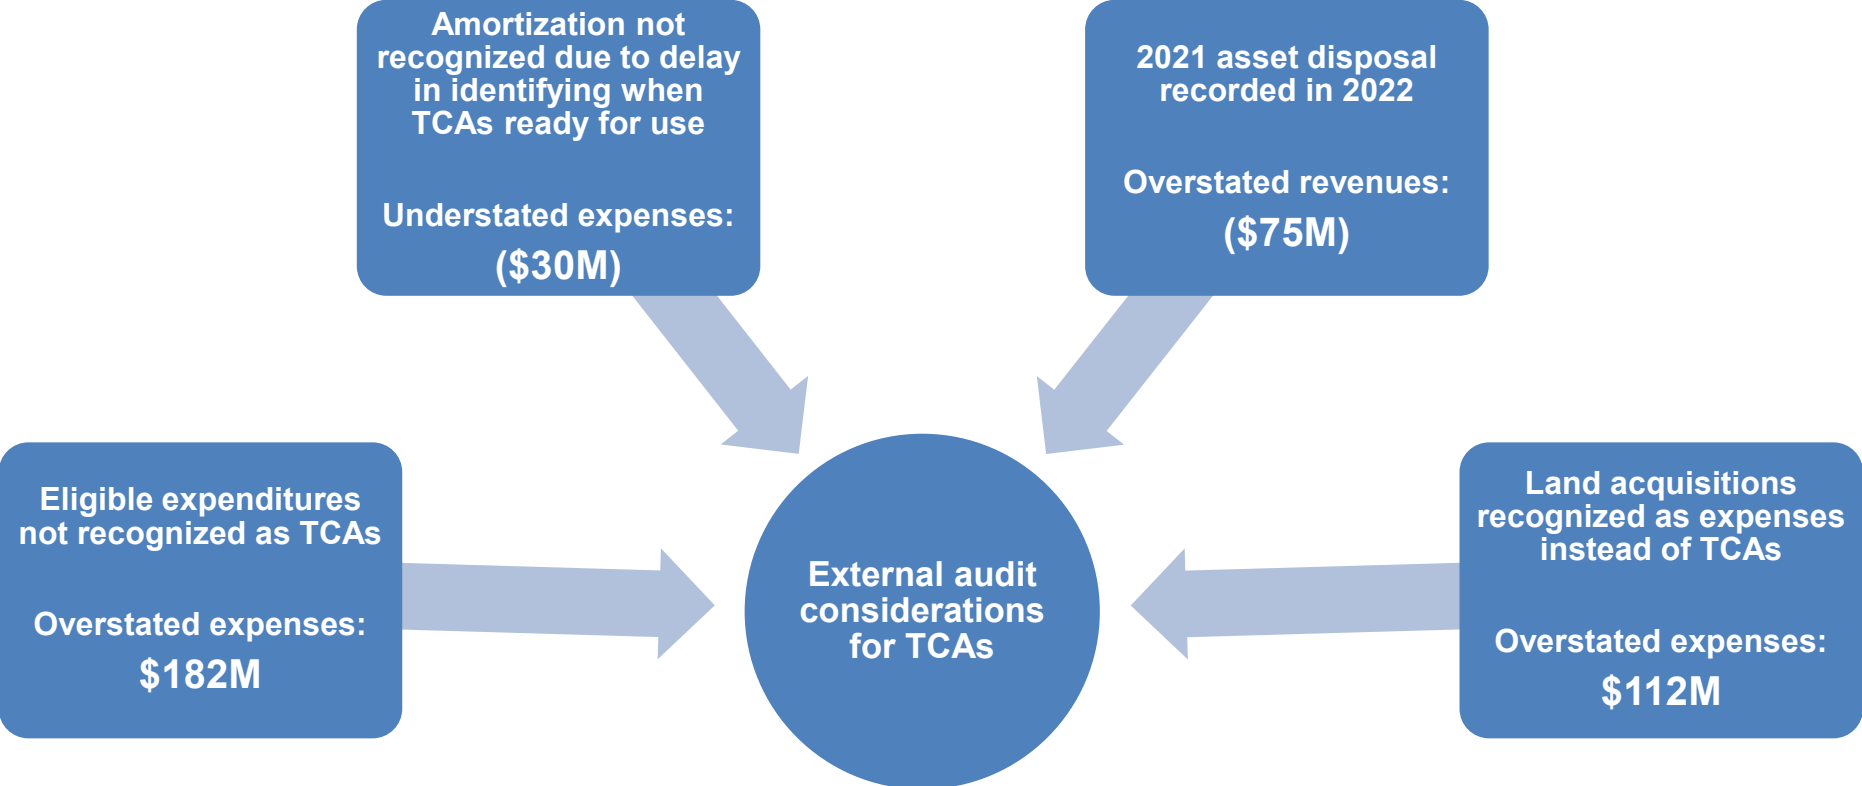 Amortization not
recognized due to delay
in identifying when
TCAs ready for use
Understated expenses:
($30M)
2021 asset disposal
recorded in 2022
Overstated revenues:
($75M)
Eligible expenditures
not recognized as TCAs
Overstated expenses:
$182M
External audit
considerations
for TCAs
Land acquisitions
recognized as expenses
instead of TCAs
Overstated expenses:
$112M